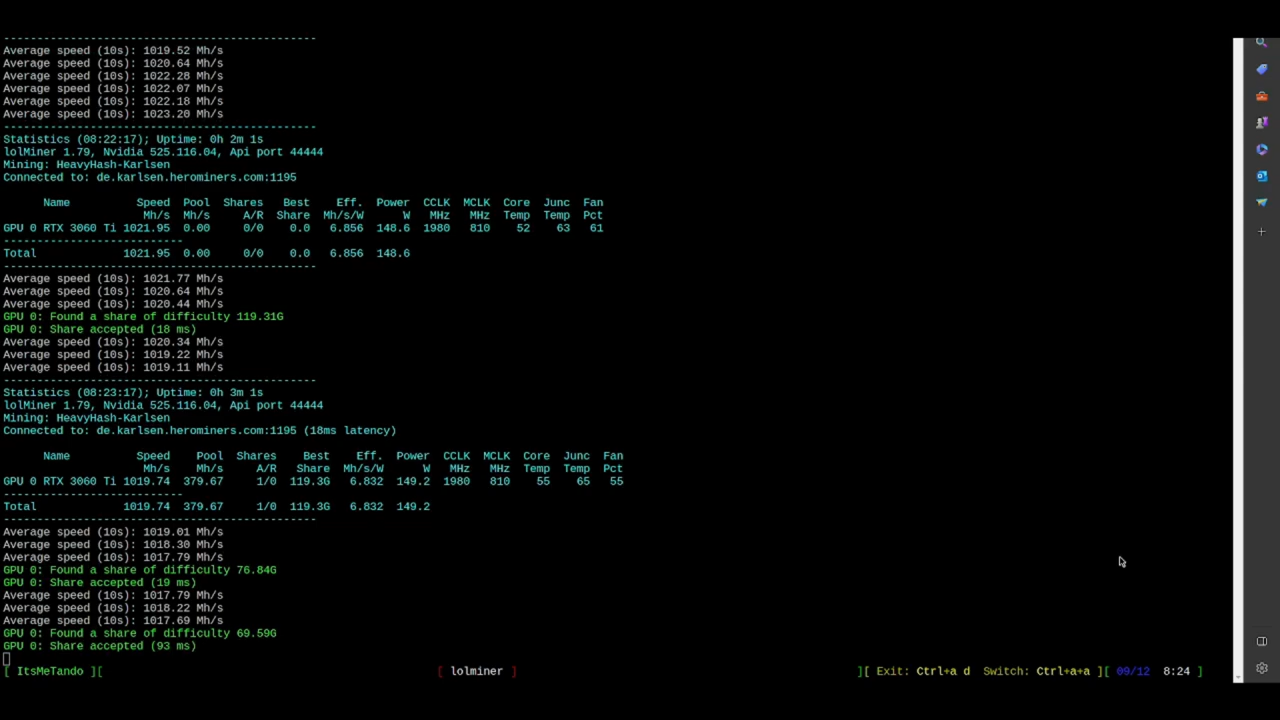 -----------------------------------------------
Average speed (10s): 1019.52 Mh/s
Average speed (10s): 1020.64 Mh/s
Average speed (10s): 1022.28 Mh/s
Average speed (10s): 1022.07 Mh/s
Average speed (10s): 1022.18 Mh/s
Average speed (10s): 1023.20 Mh/s
-----------------------------------------------
Statistics (08:22:17); Uptime: 0h 2m 1s
lolMiner 1.79, Nvidia 525.116.04, Api port 44444
Mining: HeavyHash-Karlsen
Connected to: de.karlsen.herominers.com:1195
Name Speed Pool Shares Best Eff. Power CCLK MCLK Core Junc Fan
Mh/s Mh/s A/R Share Mh/s/W W MHz MHz Temp Temp Pct
GPU 0 RTX 3060 Ti 1021.95 0.00 0/0 0.0 6.856 148.6 1980 810 52 63 61
---------------------------
Total 1021.95 0.00 0/0 0.0 6.856 148.6
-----------------------------------------------
Average speed (10s): 1021.77 Mh/s
Average speed (10s): 1020.64 Mh/s
Average speed (10s): 1020.44 Mh/s
GPU 0: Found a share of difficulty 119.31G
GPU 0: Share accepted (18 ms)
Average speed (10s): 1020.34 Mh/s
Average speed (10s): 1019.22 Mh/s
Average speed (10s): 1019.11 Mh/s
-----------------------------------------------
Statistics (08:23:17); Uptime: 0h 3m 1s
lolMiner 1.79, Nvidia 525.116.04, Api port 44444
Mining: HeavyHash-Karlsen
Connected to: de.karlsen.herominers.com:1195 (18ms latency)
Name Speed Pool Shares Best Eff. Power CCLK MCLK Core Junc Fan
Mh/s Mh/s A/R Share Mh/s/W W MHz MHz Temp Temp Pct
GPU 0 RTX 3060 Ti 1019.74 379.67 1/0 119.3G 6.832 149.2 1980 810 55 65 55
---------------------------
Total 1019.74 379.67 1/0 119.3G 6.832 149.2
-----------------------------------------------
Average speed (10s): 1019.01 Mh/s
Average speed (10s): 1018.30 Mh/s
Average speed (10s): 1017.79 Mh/s
GPU 0: Found a share of difficulty 76.84G
GPU 0: Share accepted (19 ms)
Average speed (10s): 1017.79 Mh/s
Average speed (10s): 1018.22 Mh/s
Average speed (10s): 1017.69 Mh/s
GPU 0: Found a share of difficulty 69.59G
GPU 0: Share accepted (93 ms)
[ ItsMeTando ][ [ lolminer ] ][ Exit: Ctrl+a d Switch: Ctrl+a+a ][ 09/12 8:24 ]